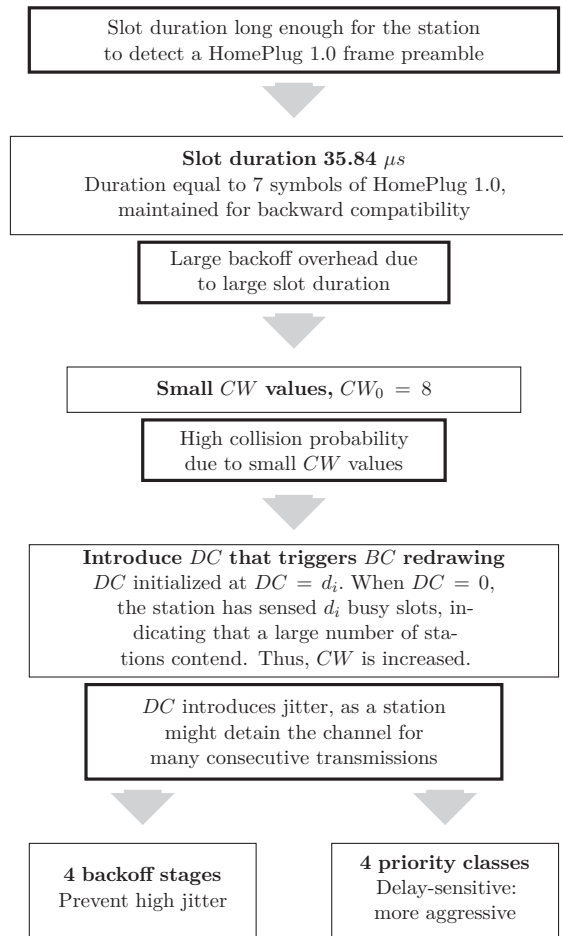 Slot duration long enough for the station
to detect a HomePlug 1.0 frame preamble
Slot duration 35.84 μs
Duration equal to 7 symbols of HomePlug 1.0,
maintained for backward compatibility
Large backoff overhead due
to large slot duration
Small CW values, CW₀ = 8
High collision probability
due to small CW values
Introduce DC that triggers BC redrawing
DC initialized at DC = dᵢ. When DC = 0,
the station has sensed dᵢ busy slots, in-
dicating that a large number of sta-
tions contend. Thus, CW is increased.
DC introduces jitter, as a station
might detain the channel for
many consecutive transmissions
4 backoff stages
Prevent high jitter
4 priority classes
Delay-sensitive:
more aggressive